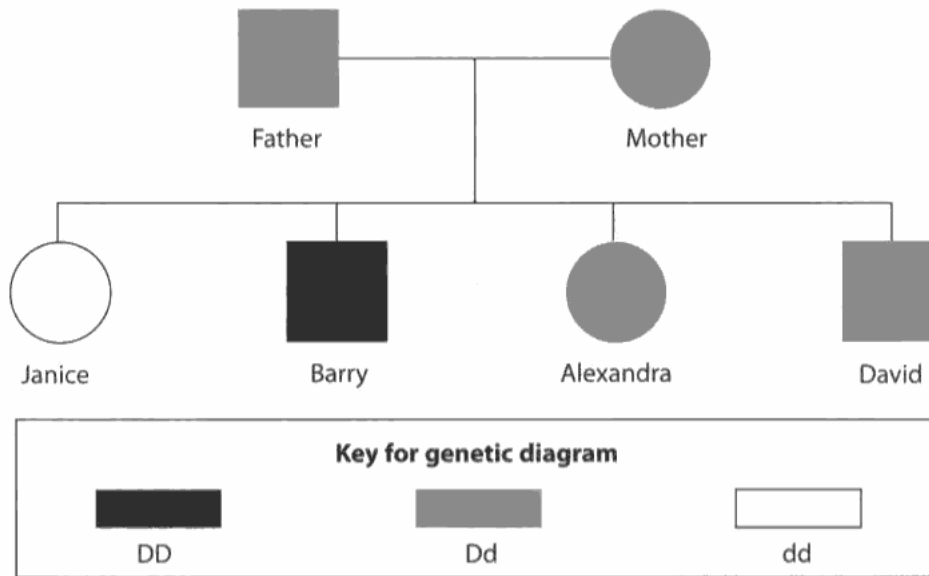 Father Mother
Janice Barry Alexandra David
Key for genetic diagram
DD Dd dd